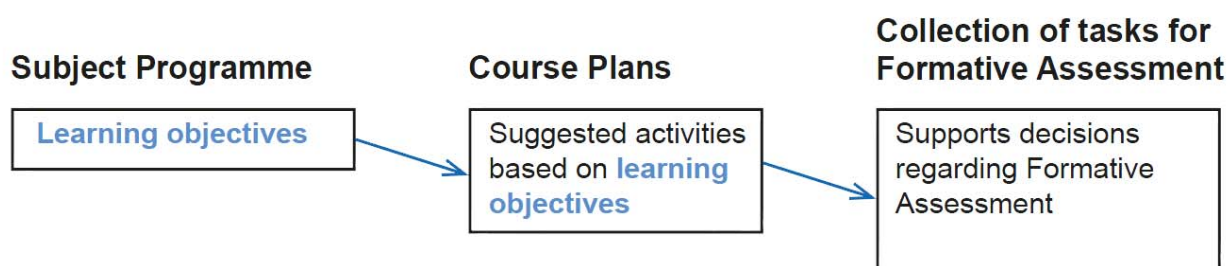 Subject Programme
Learning objectives
Course Plans
Suggested activities
based on learning
objectives
Collection of tasks for
Formative Assessment
Supports decisions
regarding Formative
Assessment